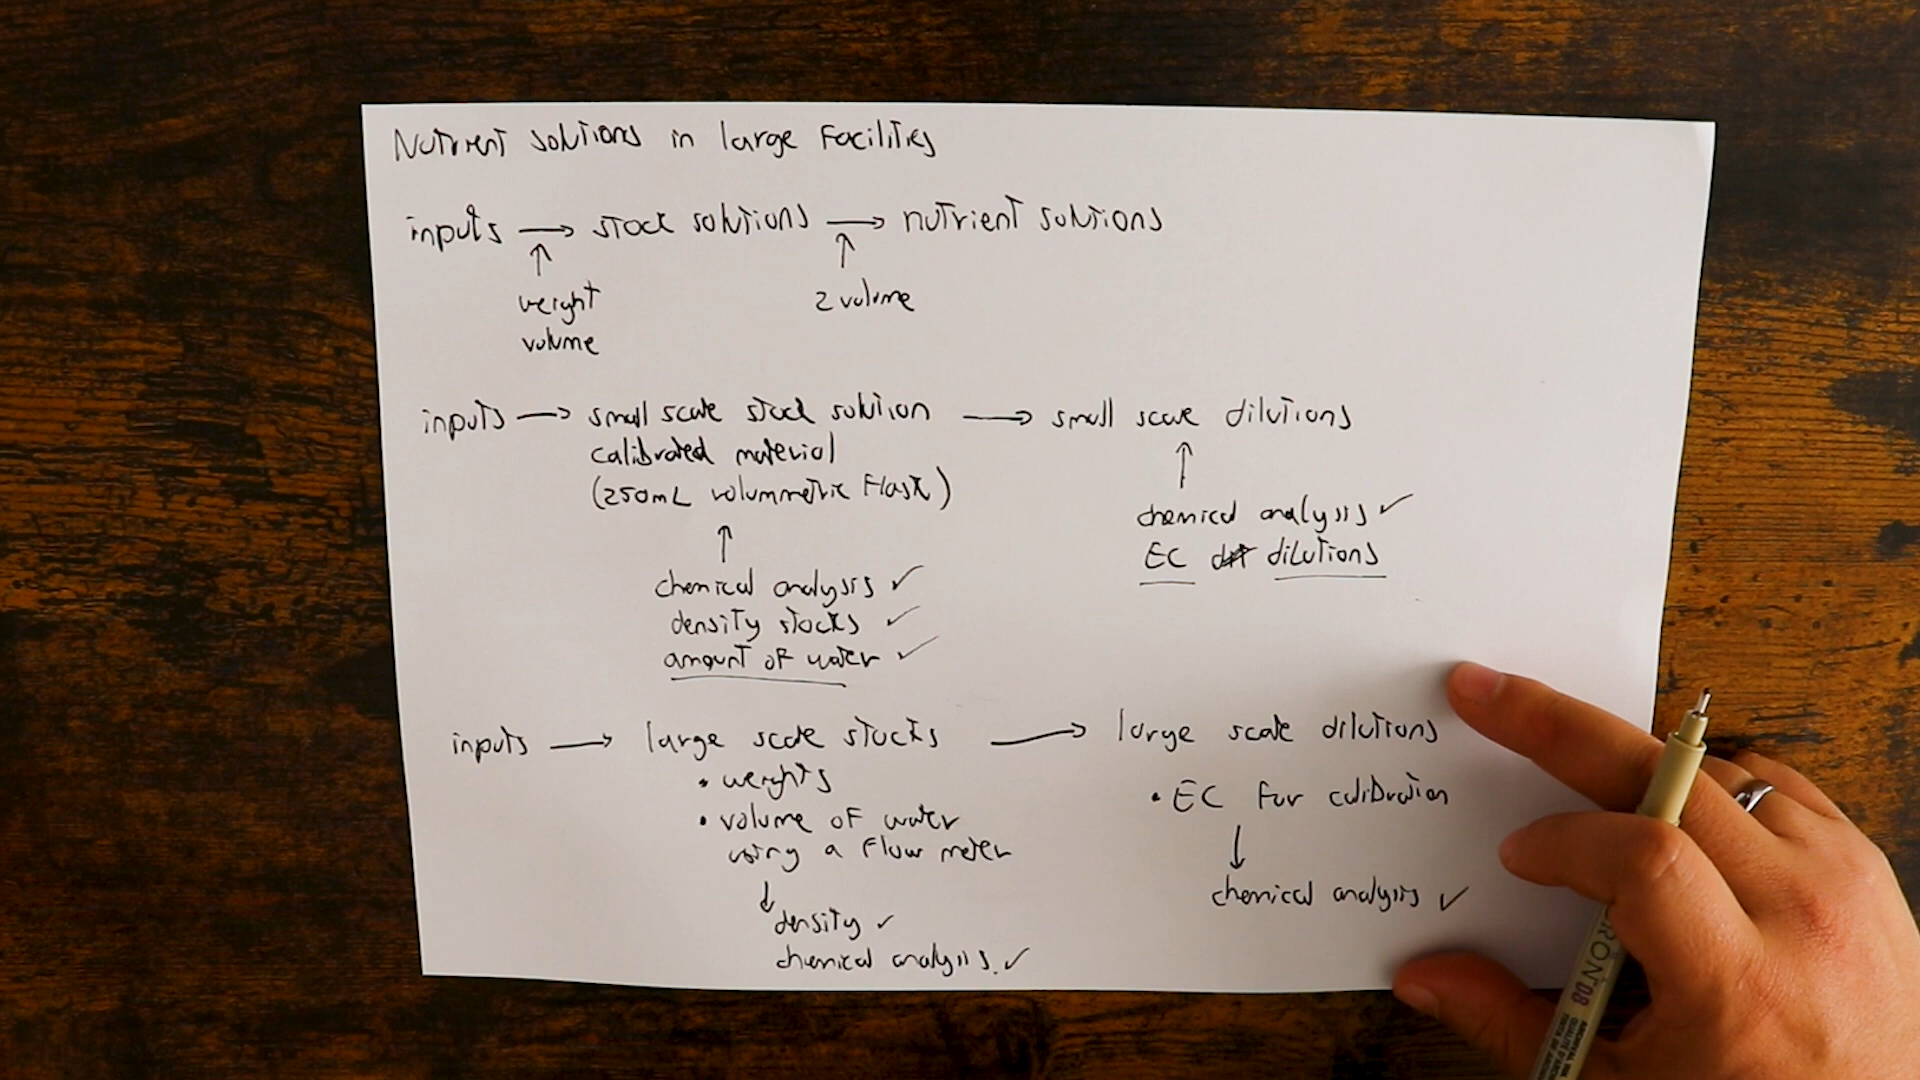 Nutrient solutions in large facilities
inputs → stock solutions → nutrient solutions
↑ ↑
weight 2 volume
volume
inputs → small scale stock solution → small scale dilutions
calibrated material
(250mL volummetric Flask)
↑
chemical analysis ✓
EC dilutions
↑
chemical analysis ✓
density stocks ✓
amount of water ✓
inputs → large scale stocks → large scale dilutions
• weights
• volume of water
using a flow meter
↓
density ✓
chemical analysis. ✓
• EC for calibration
↓
chemical analysis ✓
08